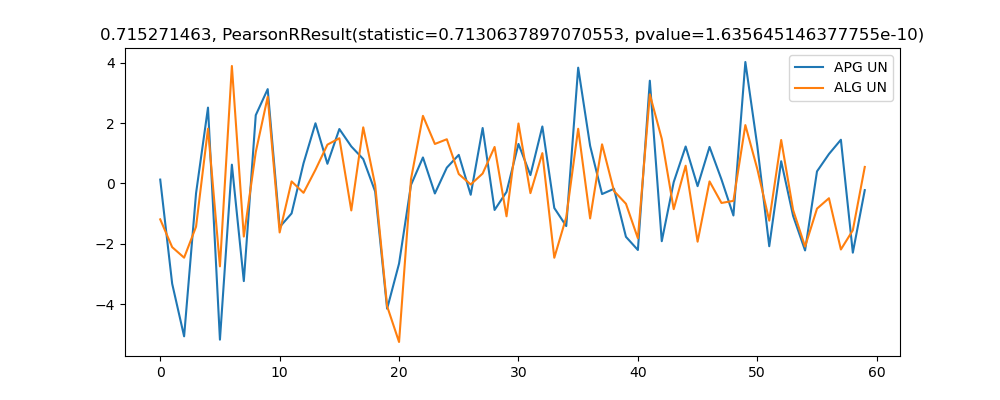 0.715271463, PearsonRResult(statistic=0.7130637897070553, pvalue=1.635645146377755e-10)
APG UN
ALG UN
4
2
0
−2
−4
0 10 20 30 40 50 60